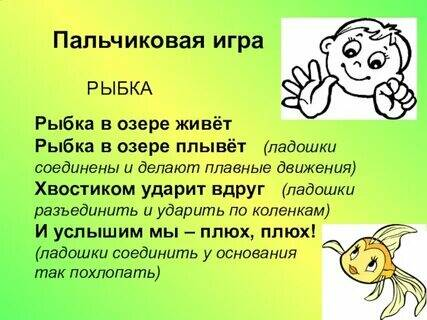 Пальчиковая игра
РЫБКА
Рыбка в озере живёт
Рыбка в озере плывёт (ладошки
соединены и делают плавные движения)
Хвостиком ударит вдруг (ладошки
разъединить и ударить по коленкам)
И услышим мы – плюх, плюх!
(ладошки соединить у основания
так похлопать)